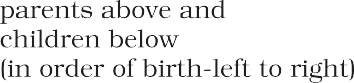 parents above and
children below
(in order of birth-left to right)